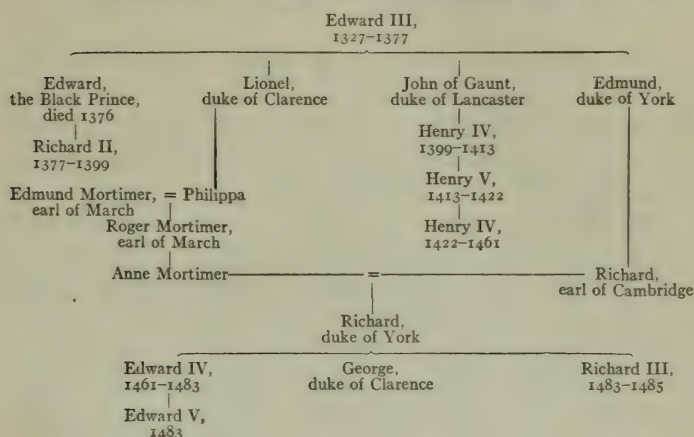 Edward III,
1327–1377
Edward,
the Black Prince,
died 1376
Richard II,
1377–1399
Lionel,
duke of Clarence
John of Gaunt,
duke of Lancaster
Henry IV,
1399–1413
Henry V,
1413–1422
Henry IV,
1422–1461
Edmund,
duke of York
Edmund Mortimer, = Philippa
earl of March
Roger Mortimer,
earl of March
Anne Mortimer = Richard,
earl of Cambridge
Richard,
duke of York
Edward IV,
1461–1483
Edward V,
1483
George,
duke of Clarence
Richard III,
1483–1485